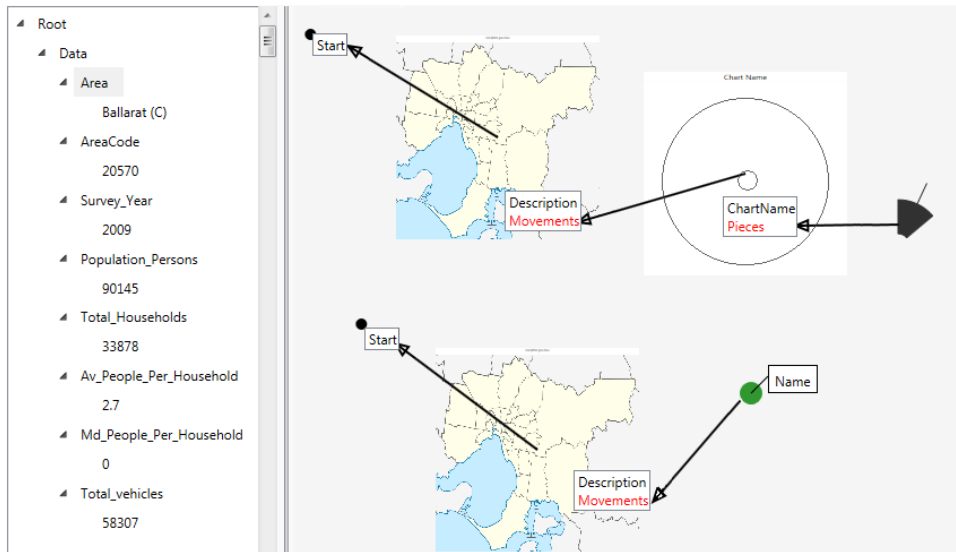 Root
Data
Area
Ballarat (C)
AreaCode
20570
Survey_Year
2009
Population_Persons
90145
Total_Households
33878
Av_People_Per_Household
2.7
Md_People_Per_Household
0
Total_vehicles
58307
Start
Description
Movements
Chart Name
ChartName
Pieces
Start
Description
Movements
Name